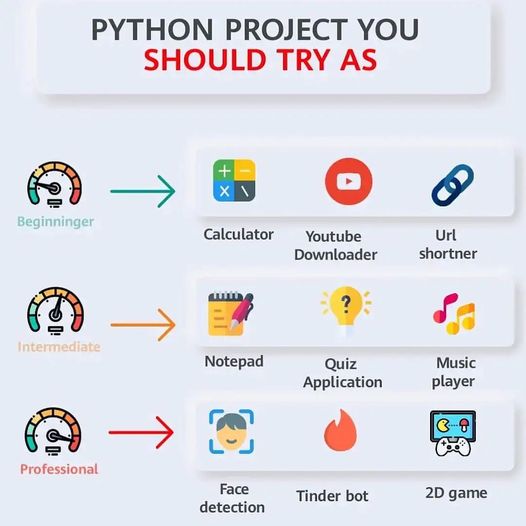 PYTHON PROJECT YOU
SHOULD TRY AS
Beginninger
Calculator
Youtube
Downloader
Url
shortner
Intermediate
Notepad
Quiz
Application
Music
player
Professional
Face
detection
Tinder bot
2D game